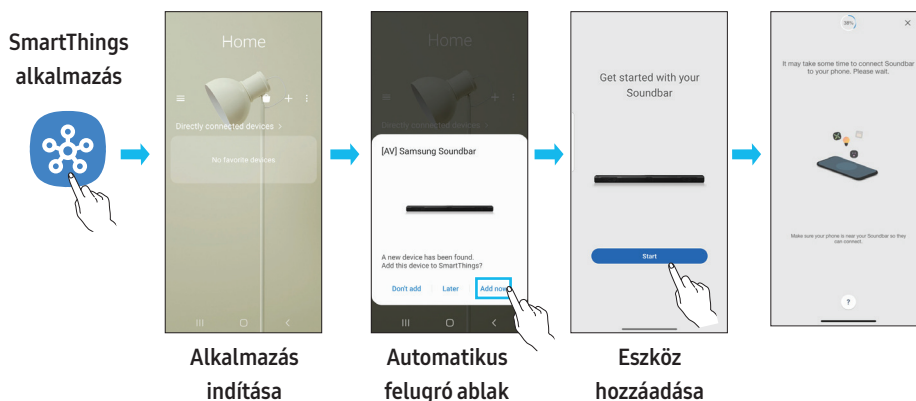 SmartThings
alkalmazás
Home
Directly connected devices >
No favorite devices
Alkalmazás
indítása
Home
Directly connected devices >
[AV] Samsung Soundbar
A new device has been found.
Add this device to SmartThings?
Don't add Later Add now
Automatikus
felugró ablak
Get started with your
Soundbar
Start
Eszköz
hozzáadása
39%
It may take some time to connect Soundbar
to your phone. Please wait.
Make sure your phone is near your Soundbar so they
can connect.
?